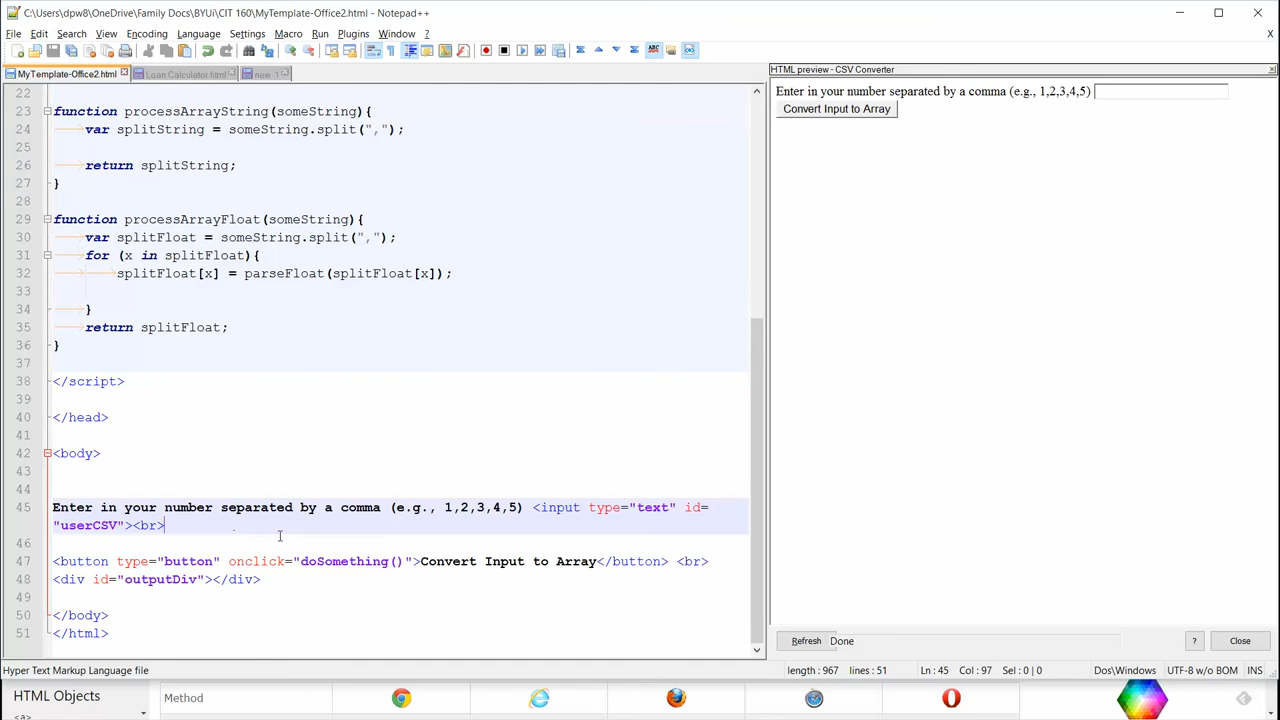 C:\Users\dpw8\OneDrive\Family Docs\BYUi\CIT 160\MyTemplate-Office2.html - Notepad++
File Edit Search View Encoding Language Settings Macro Run Plugins Window ? X
MyTemplate-Office2.html Loan Calculator.html new 1
22
23 function processArrayString(someString){
24 var splitString = someString.split(",");
25
26 return splitString;
27 }
28
29 function processArrayFloat(someString){
30 var splitFloat = someString.split(",");
31 for (x in splitFloat){
32 splitFloat[x] = parseFloat(splitFloat[x]);
33
34 }
35 return splitFloat;
36 }
37
38 </script>
39
40 </head>
41
42 <body>
43
44
45 Enter in your number separated by a comma (e.g., 1,2,3,4,5) <input type="text" id=
"userCSV"><br>
46
47 <button type="button" onclick="doSomething()">Convert Input to Array</button> <br>
48 <div id="outputDiv"></div>
49
50 </body>
51 </html>
HTML preview - CSV Converter
Enter in your number separated by a comma (e.g., 1,2,3,4,5)
Convert Input to Array
Refresh Done ? Close
Hyper Text Markup Language file length : 967 lines : 51 Ln : 45 Col : 97 Sel : 0 | 0 Dos\Windows UTF-8 w/o BOM INS
HTML Objects Method
<a>